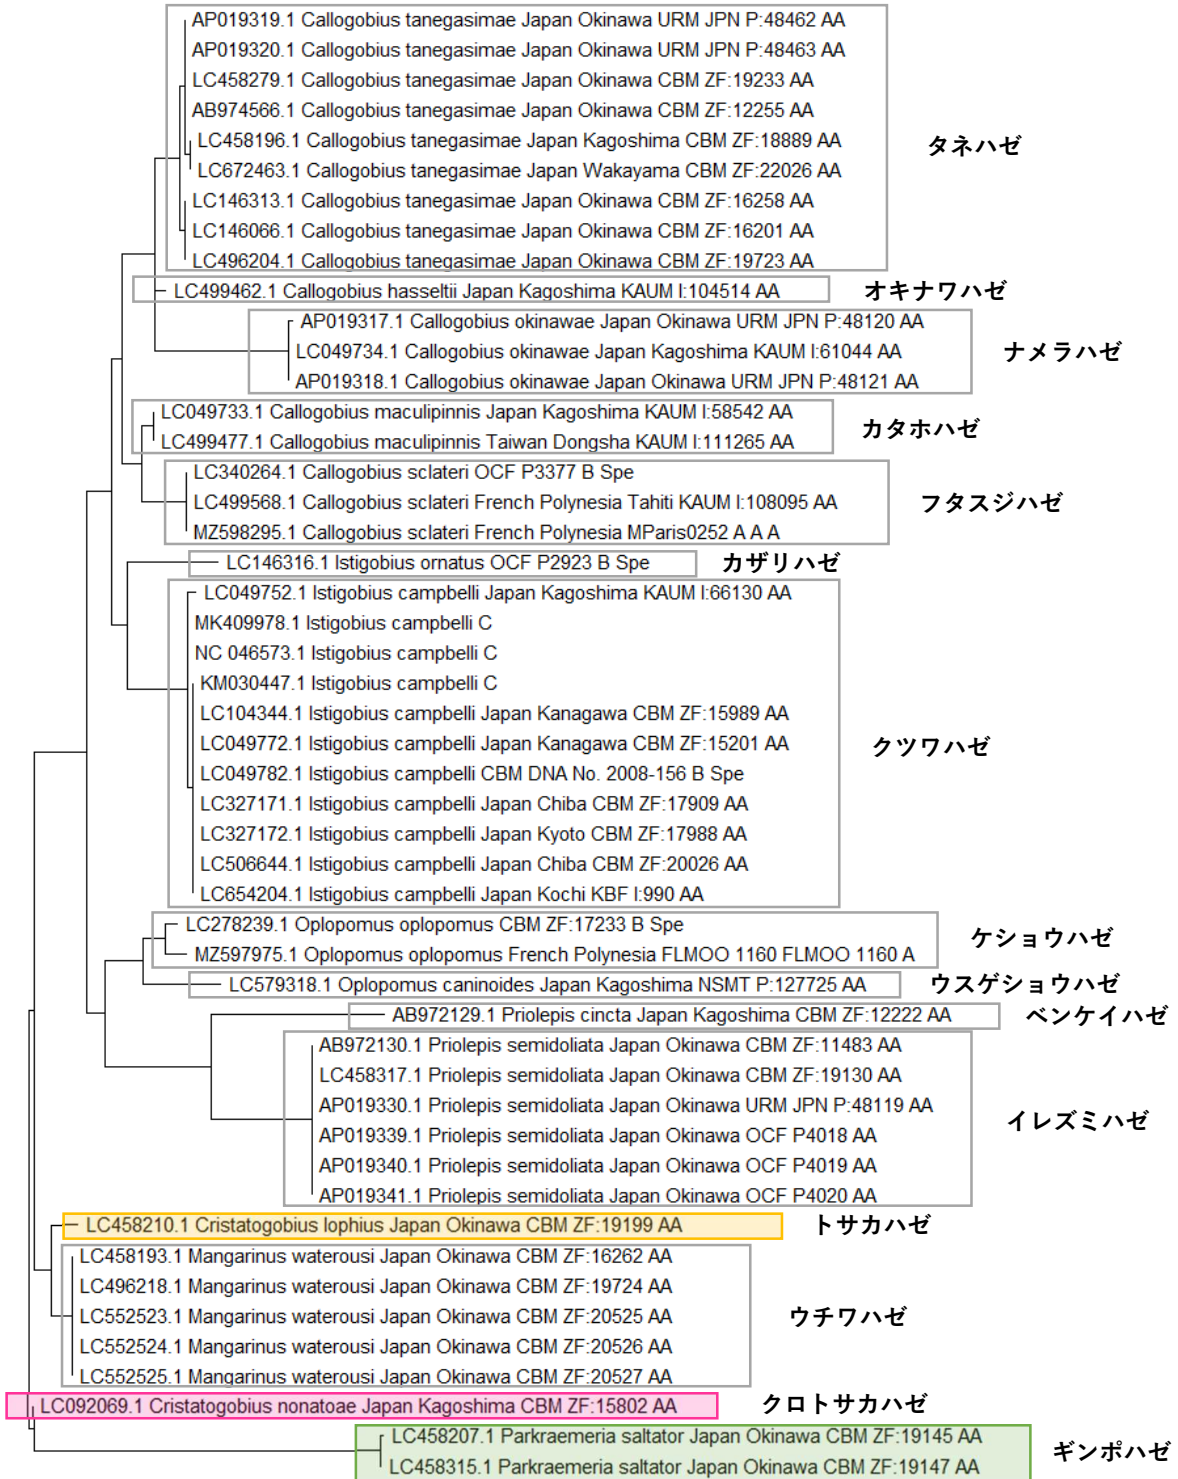 AP019319.1 Callogobius tanegasimae Japan Okinawa URM JPN P:48462 AA
AP019320.1 Callogobius tanegasimae Japan Okinawa URM JPN P:48463 AA
LC458279.1 Callogobius tanegasimae Japan Okinawa CBM ZF:19233 AA
AB974566.1 Callogobius tanegasimae Japan Okinawa CBM ZF:12255 AA
LC458196.1 Callogobius tanegasimae Japan Kagoshima CBM ZF:18889 AA
タネハゼ
LC672463.1 Callogobius tanegasimae Japan Wakayama CBM ZF:22026 AA
LC146313.1 Callogobius tanegasimae Japan Okinawa CBM ZF:16258 AA
LC146066.1 Callogobius tanegasimae Japan Okinawa CBM ZF:16201 AA
LC496204.1 Callogobius tanegasimae Japan Okinawa CBM ZF:19723 AA
LC499462.1 Callogobius hasseltii Japan Kagoshima KAUM I:104514 AA
オキナワハゼ
AP019317.1 Callogobius okinawae Japan Okinawa URM JPN P:48120 AA
LC049734.1 Callogobius okinawae Japan Kagoshima KAUM I:61044 AA
ナメラハゼ
AP019318.1 Callogobius okinawae Japan Okinawa URM JPN P:48121 AA
LC049733.1 Callogobius maculipinnis Japan Kagoshima KAUM I:58542 AA
カタホハゼ
LC499477.1 Callogobius maculipinnis Taiwan Dongsha KAUM I:111265 AA
LC340264.1 Callogobius sclateri OCF P3377 B Spe
LC499568.1 Callogobius sclateri French Polynesia Tahiti KAUM I:108095 AA
フタスジハゼ
MZ598295.1 Callogobius sclateri French Polynesia MParis0252 A A A
LC146316.1 Istigobius ornatus OCF P2923 B Spe
カザリハゼ
LC049752.1 Istigobius campbelli Japan Kagoshima KAUM I:66130 AA
MK409978.1 Istigobius campbelli C
NC 046573.1 Istigobius campbelli C
KM030447.1 Istigobius campbelli C
LC104344.1 Istigobius campbelli Japan Kanagawa CBM ZF:15989 AA
LC049772.1 Istigobius campbelli Japan Kanagawa CBM ZF:15201 AA
クツワハゼ
LC049782.1 Istigobius campbelli CBM DNA No. 2008-156 B Spe
LC327171.1 Istigobius campbelli Japan Chiba CBM ZF:17909 AA
LC327172.1 Istigobius campbelli Japan Kyoto CBM ZF:17988 AA
LC506644.1 Istigobius campbelli Japan Chiba CBM ZF:20026 AA
LC654204.1 Istigobius campbelli Japan Kochi KBF I:990 AA
LC278239.1 Oplopomus oplopomus CBM ZF:17233 B Spe
ケショウハゼ
MZ597975.1 Oplopomus oplopomus French Polynesia FLMOO 1160 FLMOO 1160 A
LC579318.1 Oplopomus caninoides Japan Kagoshima NSMT P:127725 AA
ウスゲショウハゼ
AB972129.1 Priolepis cincta Japan Kagoshima CBM ZF:12222 AA
ベンケイハゼ
AB972130.1 Priolepis semidoliata Japan Okinawa CBM ZF:11483 AA
LC458317.1 Priolepis semidoliata Japan Okinawa CBM ZF:19130 AA
AP019330.1 Priolepis semidoliata Japan Okinawa URM JPN P:48119 AA
イレズミハゼ
AP019339.1 Priolepis semidoliata Japan Okinawa OCF P4018 AA
AP019340.1 Priolepis semidoliata Japan Okinawa OCF P4019 AA
AP019341.1 Priolepis semidoliata Japan Okinawa OCF P4020 AA
LC458210.1 Cristatogobius lophius Japan Okinawa CBM ZF:19199 AA
トサカハゼ
LC458193.1 Mangarinus waterousi Japan Okinawa CBM ZF:16262 AA
LC496218.1 Mangarinus waterousi Japan Okinawa CBM ZF:19724 AA
LC552523.1 Mangarinus waterousi Japan Okinawa CBM ZF:20525 AA
ウチワハゼ
LC552524.1 Mangarinus waterousi Japan Okinawa CBM ZF:20526 AA
LC552525.1 Mangarinus waterousi Japan Okinawa CBM ZF:20527 AA
LC092069.1 Cristatogobius nonatoae Japan Kagoshima CBM ZF:15802 AA
クロトサカハゼ
LC458207.1 Parkraemeria saltator Japan Okinawa CBM ZF:19145 AA
ギンポハゼ
LC458315.1 Parkraemeria saltator Japan Okinawa CBM ZF:19147 AA